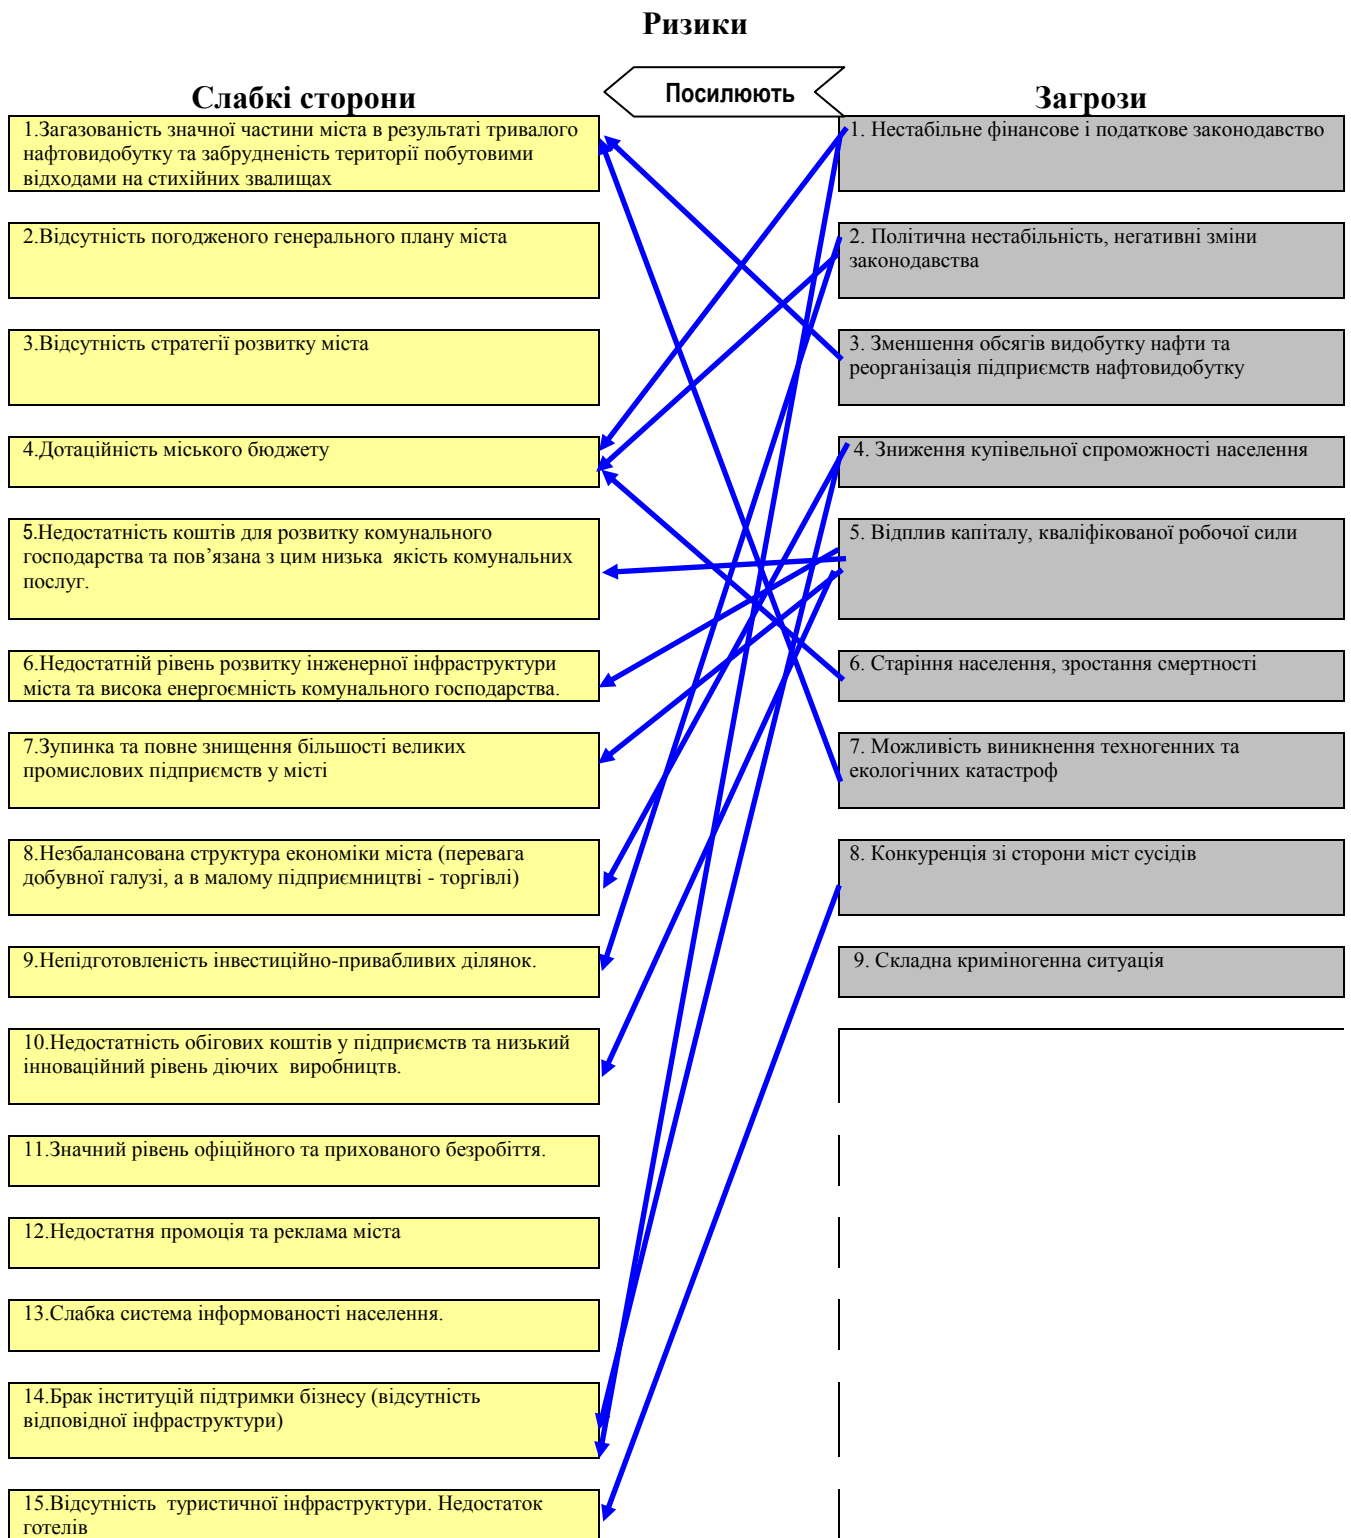 Ризики
Посилюють
Слабкі сторони
1.Загазованість значної частини міста в результаті тривалого
нафтовидобутку та забрудненість території побутовими
відходами на стихійних звалищах
2.Відсутність погодженого генерального плану міста
3.Відсутність стратегії розвитку міста
4.Дотаційність міського бюджету
5.Недостатність коштів для розвитку комунального
господарства та пов’язана з цим низька  якість комунальних
послуг.
6.Недостатній рівень розвитку інженерної інфраструктури
міста та висока енергоємність комунального господарства.
7.Зупинка та повне знищення більшості великих
промислових підприємств у місті
8.Незбалансована структура економіки міста (перевага
добувної галузі, а в малому підприємництві - торгівлі)
9.Непідготовленість інвестиційно-привабливих ділянок.
10.Недостатність обігових коштів у підприємств та низький
інноваційний рівень діючих  виробництв.
11.Значний рівень офіційного та прихованого безробіття.
12.Недостатня промоція та реклама міста
13.Слабка система інформованості населення.
14.Брак інституцій підтримки бізнесу (відсутність
відповідної інфраструктури)
15.Відсутність  туристичної інфраструктури. Недостаток
готелів
Загрози
1. Нестабільне фінансове і податкове законодавство
2. Політична нестабільність, негативні зміни
законодавства
3. Зменшення обсягів видобутку нафти та
реорганізація підприємств нафтовидобутку
4. Зниження купівельної спроможності населення
5. Відплив капіталу, кваліфікованої робочої сили
6. Старіння населення, зростання смертності
7. Можливість виникнення техногенних та
екологічних катастроф
8. Конкуренція зі сторони міст сусідів
9. Складна криміногенна ситуація